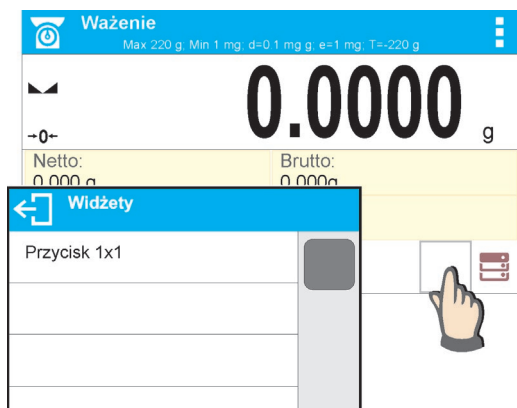 Ważenie
Max 220 g; Min 1 mg; d=0.1 mg g; e=1 mg; T=-220 g
0.0000 g
→0←
Netto: Brutto:
0.000 g 0.000g
Widżety
Przycisk 1x1